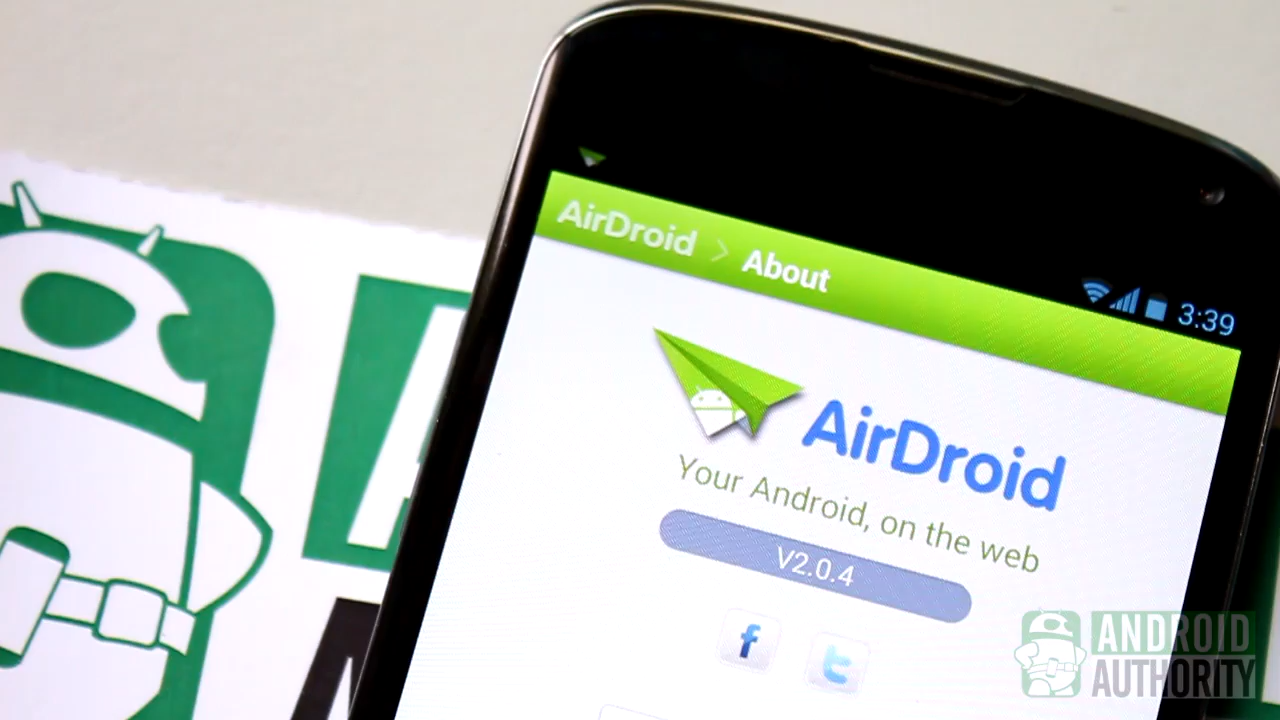 AirDroid > About
3:39
AirDroid
Your Android, on the web
V2.0.4
f
t
ANDROID
AUTHORITY